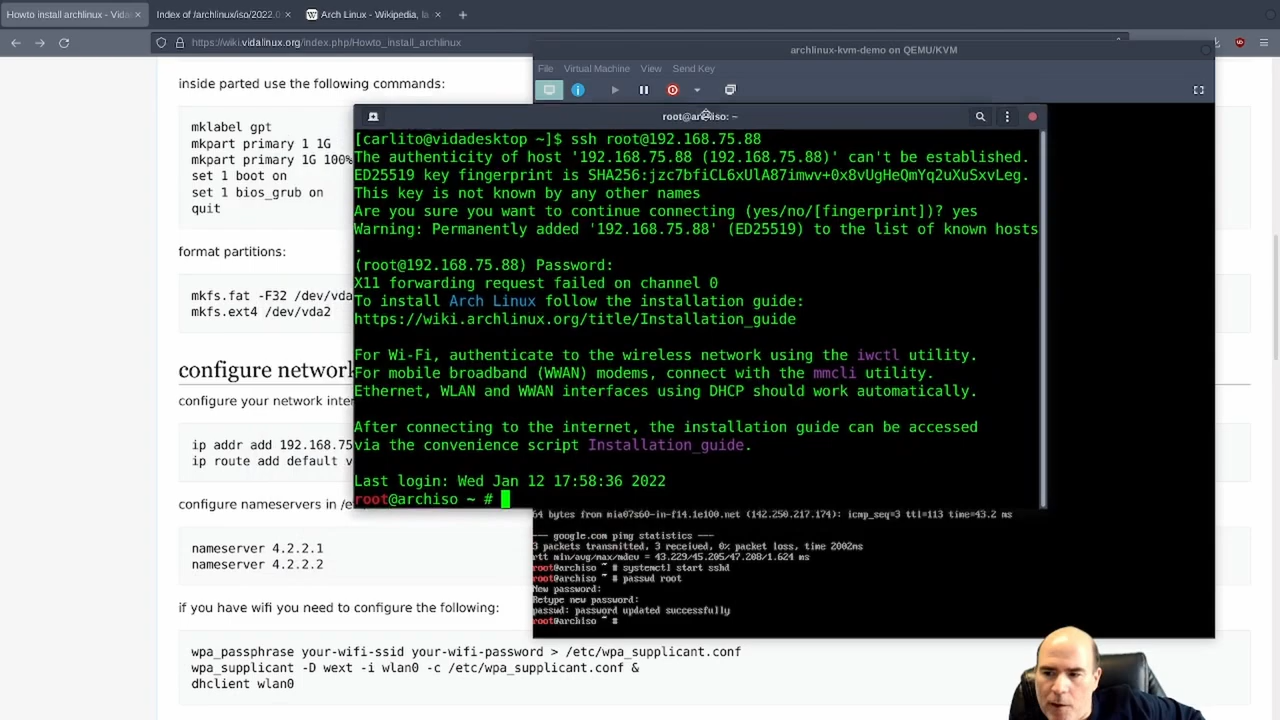 Howto install archlinux - Vidal
Index of /archlinux/iso/2022.0
Arch Linux - Wikipedia, la
https://wiki.vidalinux.org/index.php/Howto_install_archlinux
inside parted use the following commands:
mklabel gpt
mkpart primary 1 1G
mkpart primary 1G 100%
set 1 boot on
set 1 bios_grub on
quit
format partitions:
mkfs.fat -F32 /dev/vda
mkfs.ext4 /dev/vda2
configure network
configure your network inter
ip addr add 192.168.75
ip route add default v
configure nameservers in /e
nameserver 4.2.2.1
nameserver 4.2.2.2
if you have wifi you need to configure the following:
wpa_passphrase your-wifi-ssid your-wifi-password > /etc/wpa_supplicant.conf
wpa_supplicant -D wext -i wlan0 -c /etc/wpa_supplicant.conf &
dhclient wlan0
archlinux-kvm-demo on QEMU/KVM
File Virtual Machine View Send Key
root@archiso: ~
[carlito@vidadesktop ~]$ ssh root@192.168.75.88
The authenticity of host '192.168.75.88 (192.168.75.88)' can't be established.
ED25519 key fingerprint is SHA256:jzc7bfiCL6xUlA87imwv+0x8vUgHeQmYq2uXuSxvLeg.
This key is not known by any other names
Are you sure you want to continue connecting (yes/no/[fingerprint])? yes
Warning: Permanently added '192.168.75.88' (ED25519) to the list of known hosts
.
(root@192.168.75.88) Password:
X11 forwarding request failed on channel 0
To install Arch Linux follow the installation guide:
https://wiki.archlinux.org/title/Installation_guide
For Wi-Fi, authenticate to the wireless network using the iwctl utility.
For mobile broadband (WWAN) modems, connect with the mmcli utility.
Ethernet, WLAN and WWAN interfaces using DHCP should work automatically.
After connecting to the internet, the installation guide can be accessed
via the convenience script Installation_guide.
Last login: Wed Jan 12 17:58:36 2022
root@archiso ~ #
64 bytes from mia07s60-in-f14.1e100.net (142.250.217.174): icmp_seq=3 ttl=113 time=43.2 ms
--- google.com ping statistics ---
3 packets transmitted, 3 received, 0% packet loss, time 2002ms
rtt min/avg/max/mdev = 43.229/45.205/47.208/1.624 ms
root@archiso ~ # systemctl start sshd
root@archiso ~ # passwd root
New password:
Retype new password:
passwd: password updated successfully
root@archiso ~ #